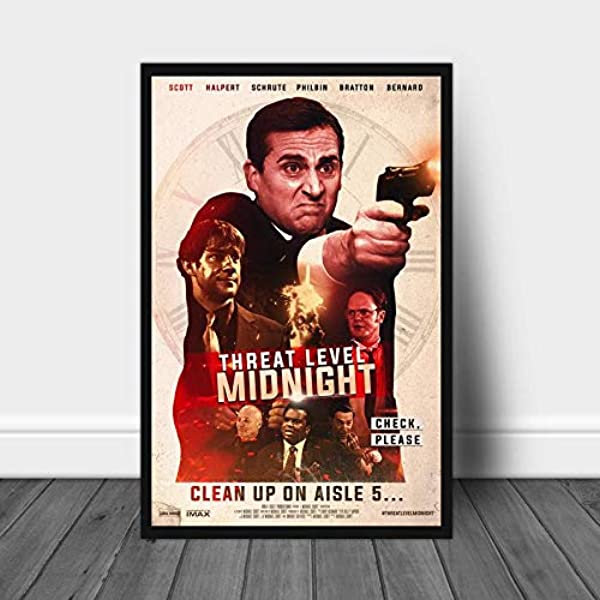 SCOTT HALPERT SCHRUTE PHILBIN BRATTON BERNARD
THREAT LEVEL
MIDNIGHT
CHECK,
PLEASE
CLEAN UP ON AISLE 5...
IMAX
#THREATLEVELMIDNIGHT